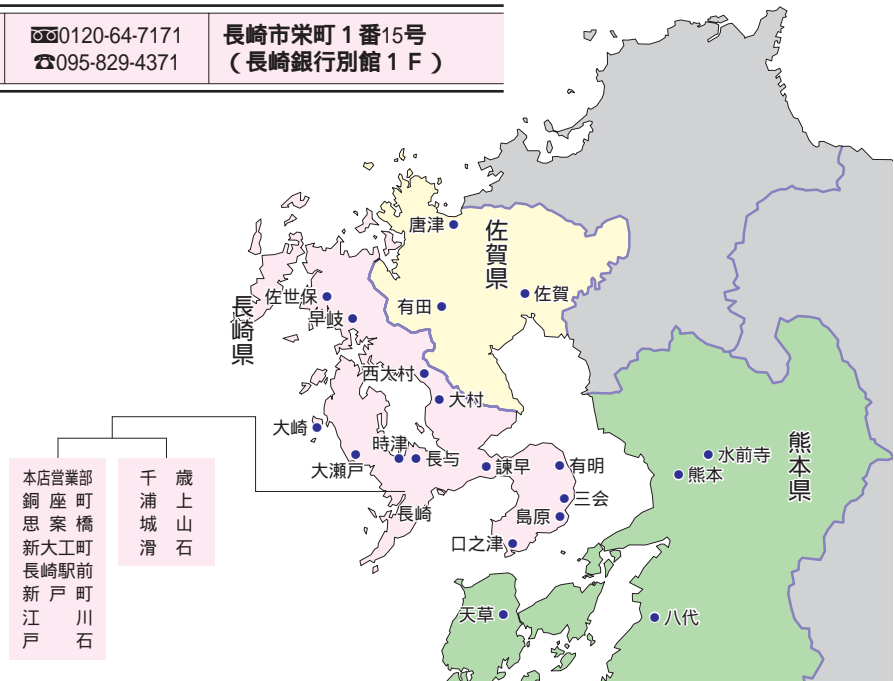 0120-64-7171
☎095-829-4371
長崎市栄町1番15号
(長崎銀行別館1F)
唐津
佐賀県
佐賀
有田
佐世保
早岐
長崎県
西大村
大村
大崎
時津
長与
大瀬戸
諫早
有明
三会
島原
口之津
長崎
水前寺
熊本
熊本県
天草
八代
本店営業部
銅座町
思案橋
新大工町
長崎駅前
新戸町
江川
戸石
千歳
浦上
城山
滑石